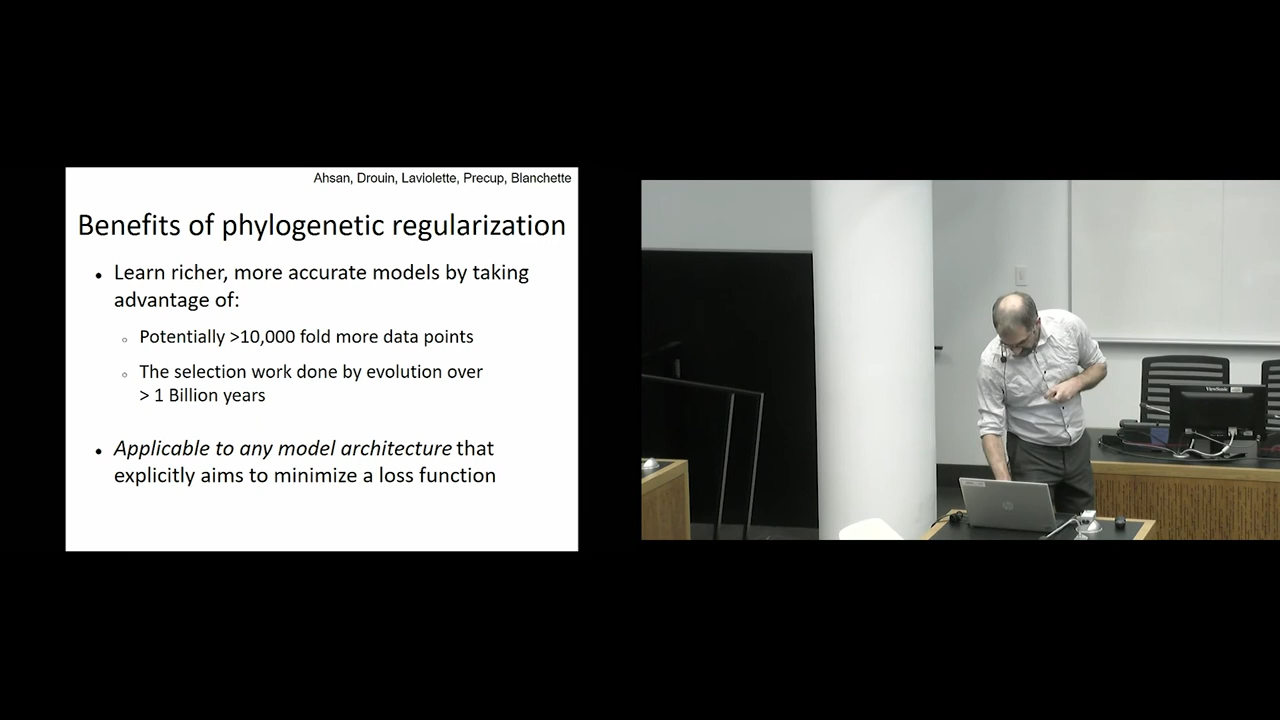 Ahsan, Drouin, Laviolette, Precup, Blanchette
Benefits of phylogenetic regularization
• Learn richer, more accurate models by taking
advantage of:
○ Potentially >10,000 fold more data points
○ The selection work done by evolution over
> 1 Billion years
• Applicable to any model architecture that
explicitly aims to minimize a loss function
ViewSonic
hp